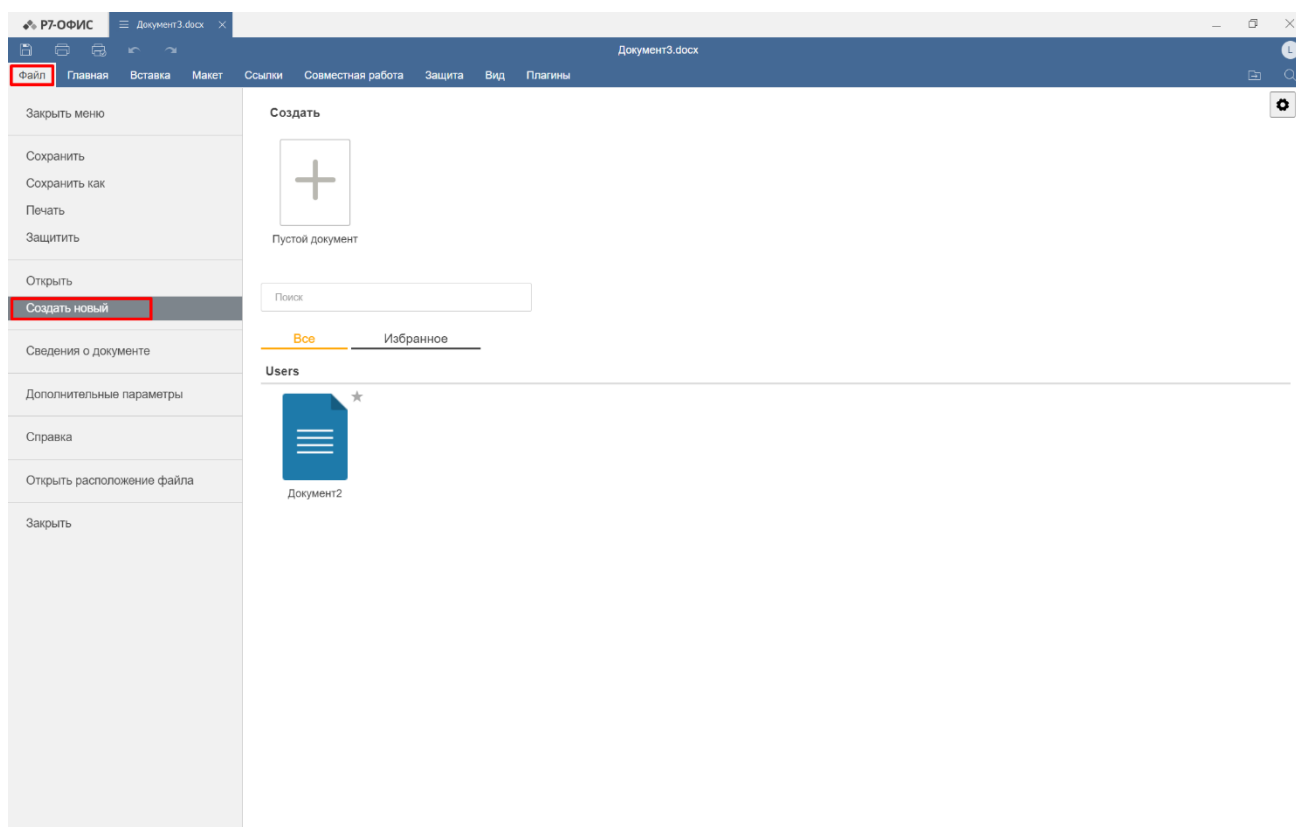 Р7-ОФИС Документ3.docx
Документ3.docx L
Файл Главная Вставка Макет Ссылки Совместная работа Защита Вид Плагины
Закрыть меню
Сохранить
Сохранить как
Печать
Защитить
Открыть
Создать новый
Сведения о документе
Дополнительные параметры
Справка
Открыть расположение файла
Закрыть
Создать
Пустой документ
Поиск
Все Избранное
Users
Документ2